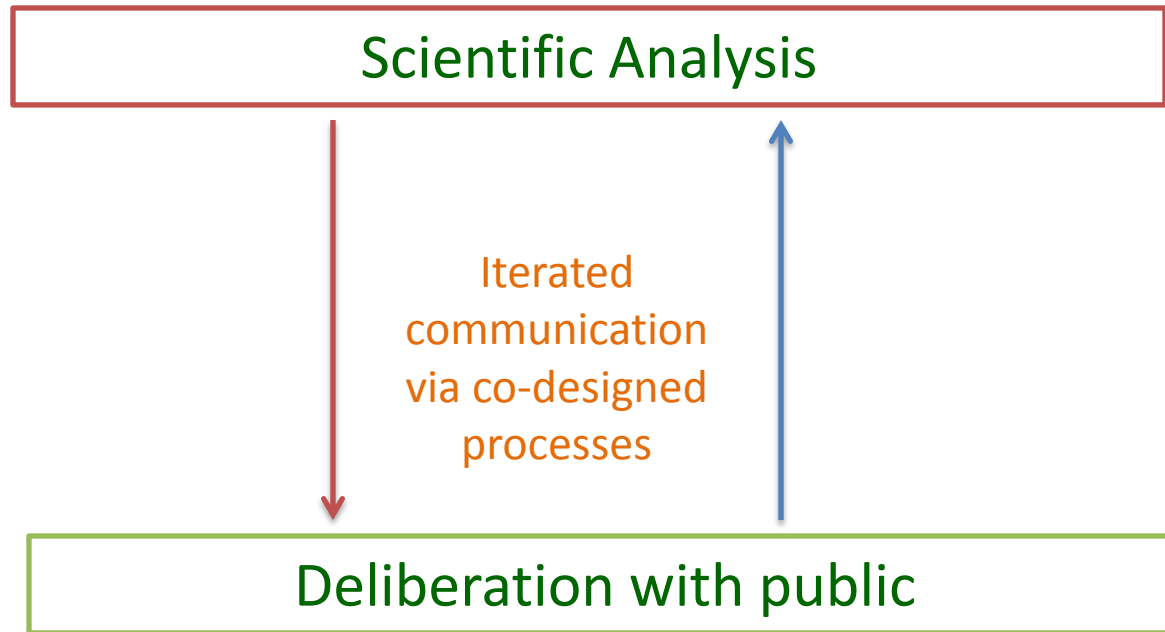 Scientific Analysis
Iterated
communication
via co-designed
processes
Deliberation with public